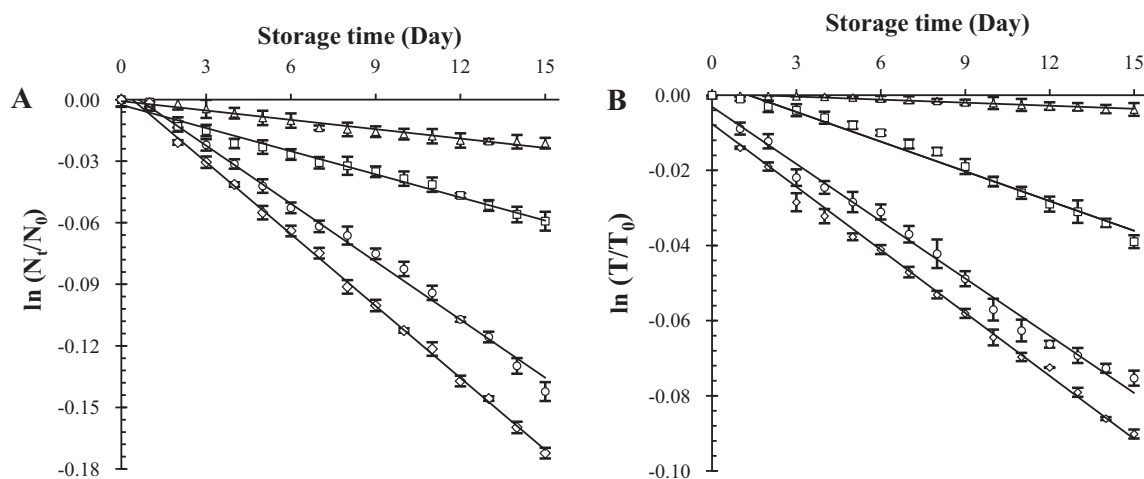 Storage time (Day)
0 3 6 9 12 15
A
0.00
-0.03
-0.06
-0.09
-0.12
-0.15
-0.18
ln (Nt/N0)
Storage time (Day)
0 3 6 9 12 15
B
0.00
-0.02
-0.04
-0.06
-0.08
-0.10
ln (T/T0)